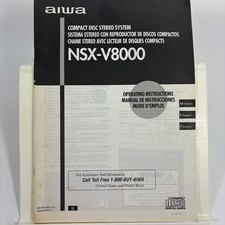 aiwa
COMPACT DISC STEREO SYSTEM
SISTEMA ESTEREO CON REPRODUCTOR DE DISCOS COMPACTOS
CHAINE STEREO AVEC LECTEUR DE DISQUES COMPACTS
NSX-V8000
OPERATING INSTRUCTIONS
MANUAL DE INSTRUCCIONES
MODE D'EMPLOI
For Assistance And Information
Call Toll Free 1-800-BUY-AIWA
(United States and Puerto Rico)